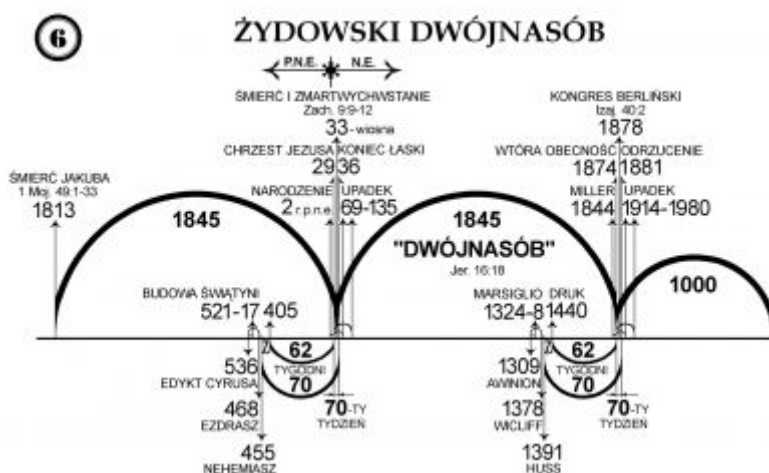 6
ŻYDOWSKI DWÓJNASÓB
P.N.E. N.E.
ŚMIERĆ I ZMARTWYCHWSTANIE
Zach. 9:9-12
33 - wiosna
KONGRES BERLIŃSKI
Izaj. 40:2
1878
CHRZEST JEZUSA KONIEC ŁASKI
29 36
WTÓRA OBECNOŚĆ ODRZUCENIE
1874 1881
ŚMIERĆ JAKUBA
1 Moj. 49:1-33
1813
NARODZENIE UPADEK
2 r.p.n.e. 69-135
MILLER UPADEK
1844 1914-1980
1845
1845
"DWÓJNASÓB"
Jer. 16:18
1000
BUDOWA ŚWIĄTYNI
521-17 405
MARSIGLIO DRUK
1324-8 1440
62
TYGODNI
70
62
TYGODNI
70
536
EDYKT CYRUSA
1309
AWINION
468
EZDRASZ
70-TY
TYDZIEŃ
1378
WICLIFF
70-TY
TYDZIEŃ
455
NEHEMIASZ
1391
HUSS